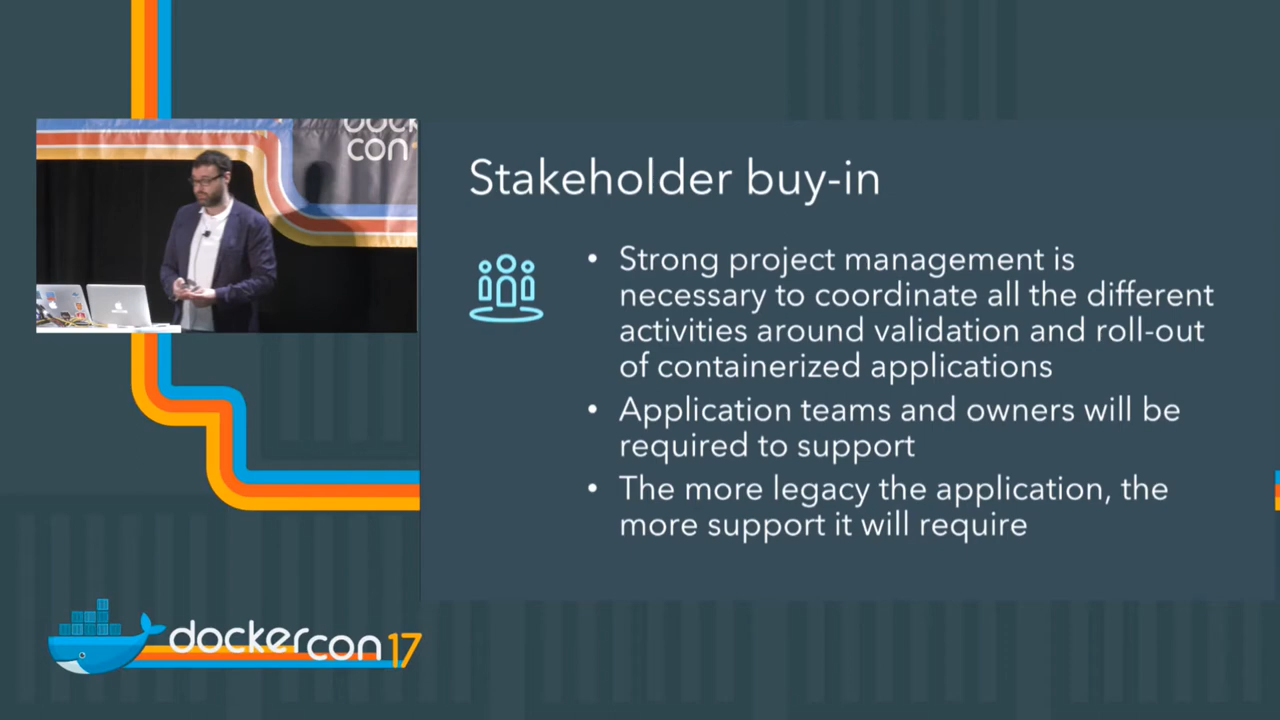 docker
con
Stakeholder buy-in
• Strong project management is
necessary to coordinate all the different
activities around validation and roll-out
of containerized applications
• Application teams and owners will be
required to support
• The more legacy the application, the
more support it will require
dockercon17